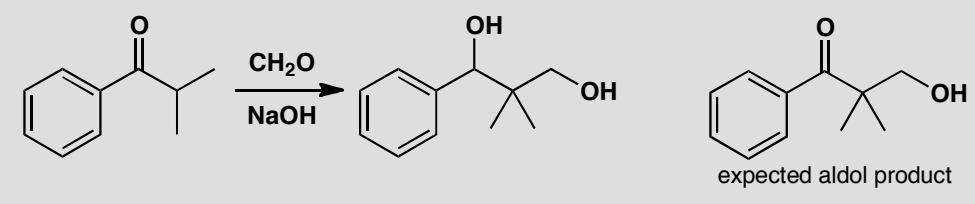 O
CH₂O
NaOH
OH
OH
O
OH
expected aldol product